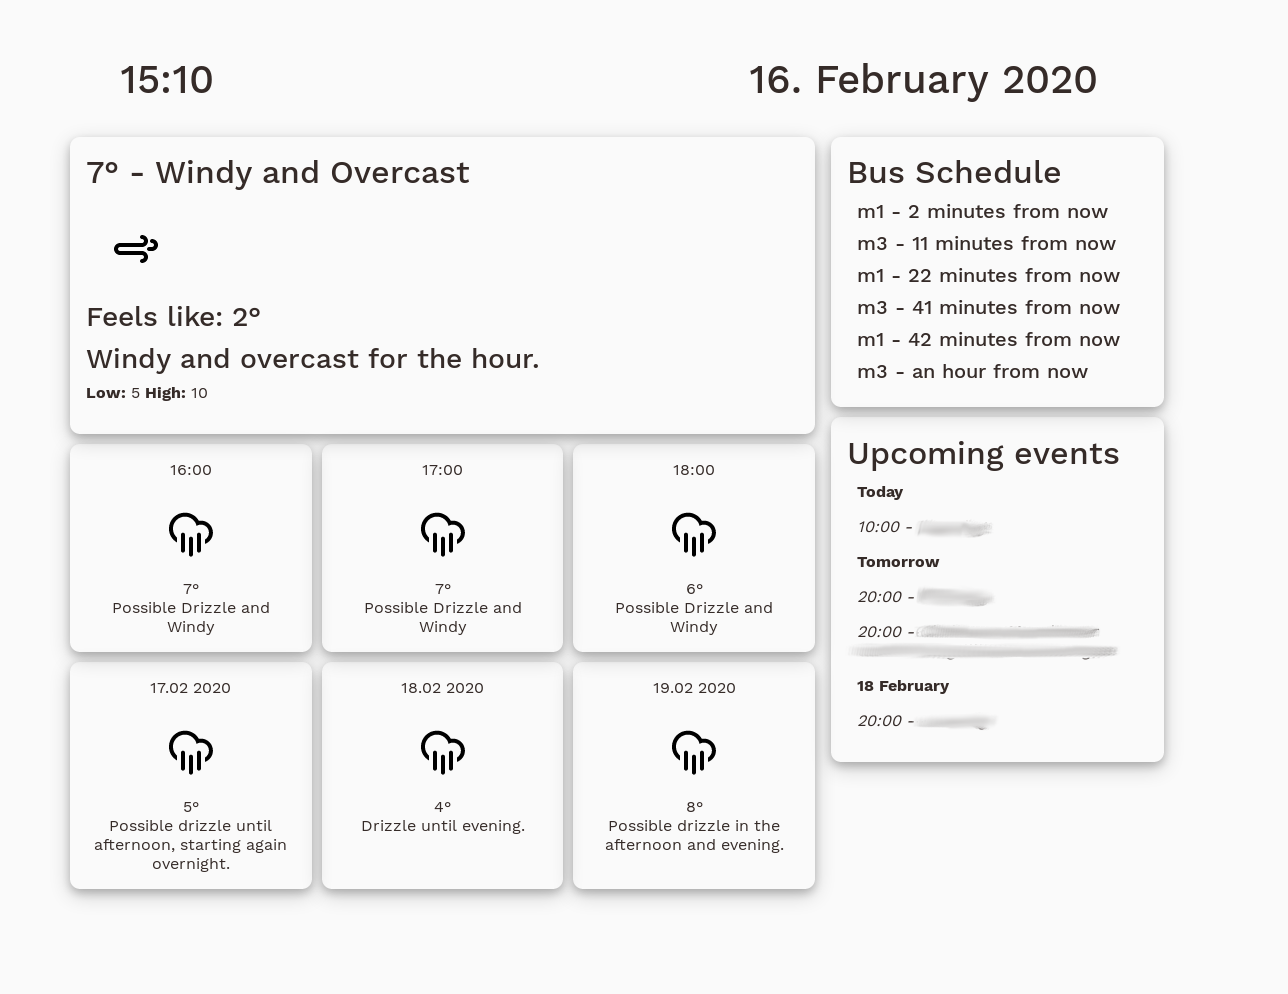 15:10
16. February 2020
7° - Windy and Overcast
Feels like: 2°
Windy and overcast for the hour.
Low: 5 High: 10
16:00
7°
Possible Drizzle and
Windy
17:00
7°
Possible Drizzle and
Windy
18:00
6°
Possible Drizzle and
Windy
17.02 2020
5°
Possible drizzle until
afternoon, starting again
overnight.
18.02 2020
4°
Drizzle until evening.
19.02 2020
8°
Possible drizzle in the
afternoon and evening.
Bus Schedule
m1 - 2 minutes from now
m3 - 11 minutes from now
m1 - 22 minutes from now
m3 - 41 minutes from now
m1 - 42 minutes from now
m3 - an hour from now
Upcoming events
Today
10:00 -
Tomorrow
20:00 -
20:00 -
18 February
20:00 -